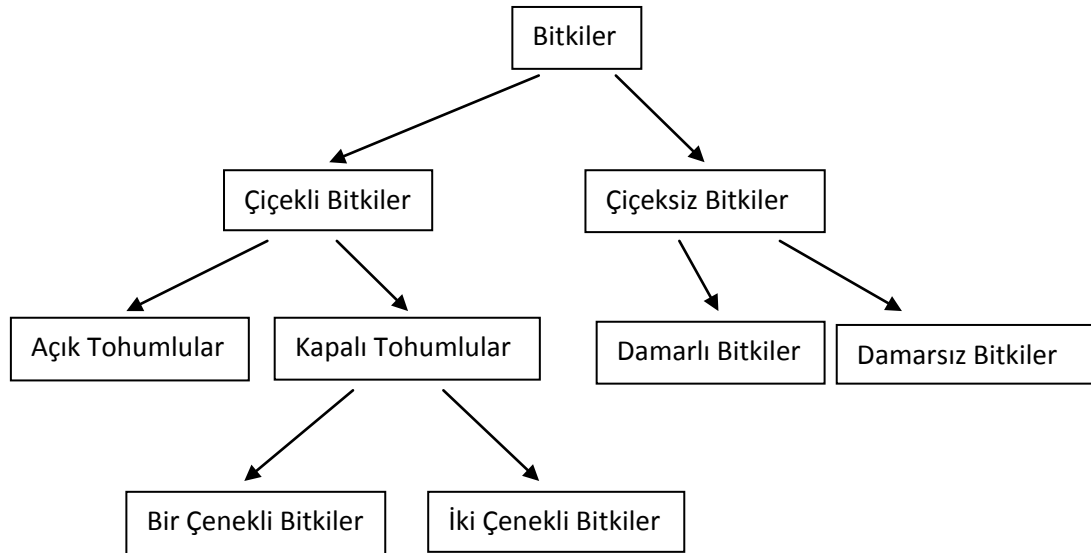 Bitkiler
Çiçekli Bitkiler
Çiçeksiz Bitkiler
Açık Tohumlular
Kapalı Tohumlular
Damarlı Bitkiler
Damarsız Bitkiler
Bir Çenekli Bitkiler
İki Çenekli Bitkiler